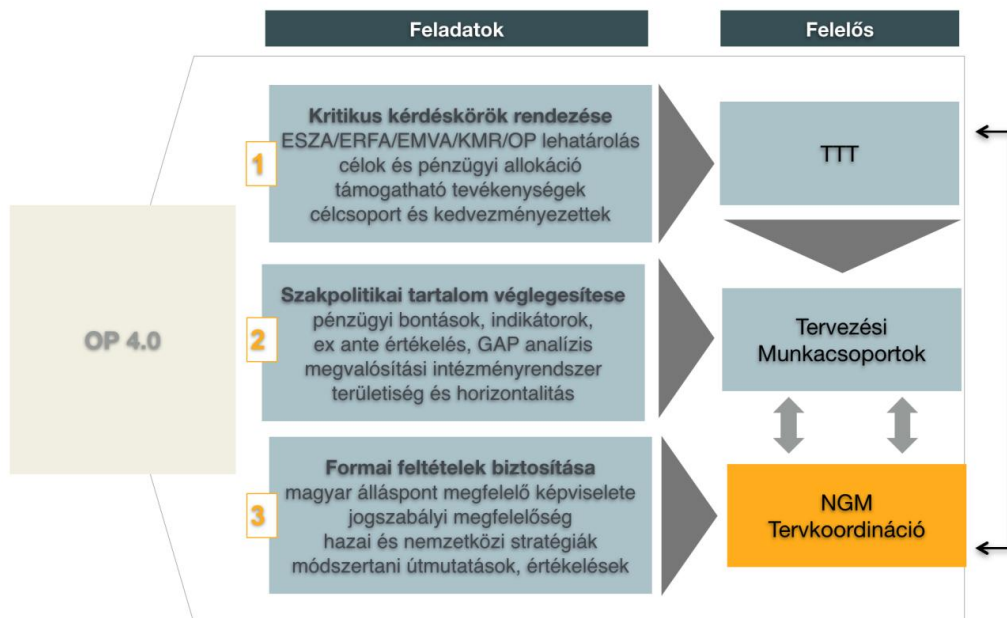 Feladatok
Felelős
OP 4.0
1
Kritikus kérdéskörök rendezése
ESZA/ERFA/EMVA/KMR/OP lehatárolás
célok és pénzügyi allokáció
támogatható tevékenységek
célcsoport és kedvezményezettek
TTT
2
Szakpolitikai tartalom véglegesítese
pénzügyi bontások, indikátorok,
ex ante értékelés, GAP analízis
megvalósítási intézményrendszer
területiség és horizontalitás
Tervezési
Munkacsoportok
3
Formai feltételek biztosítása
magyar álláspont megfelelő képviselete
jogszabályi megfelelőség
hazai és nemzetközi stratégiák
módszertani útmutatások, értékelések
NGM
Tervkoordináció